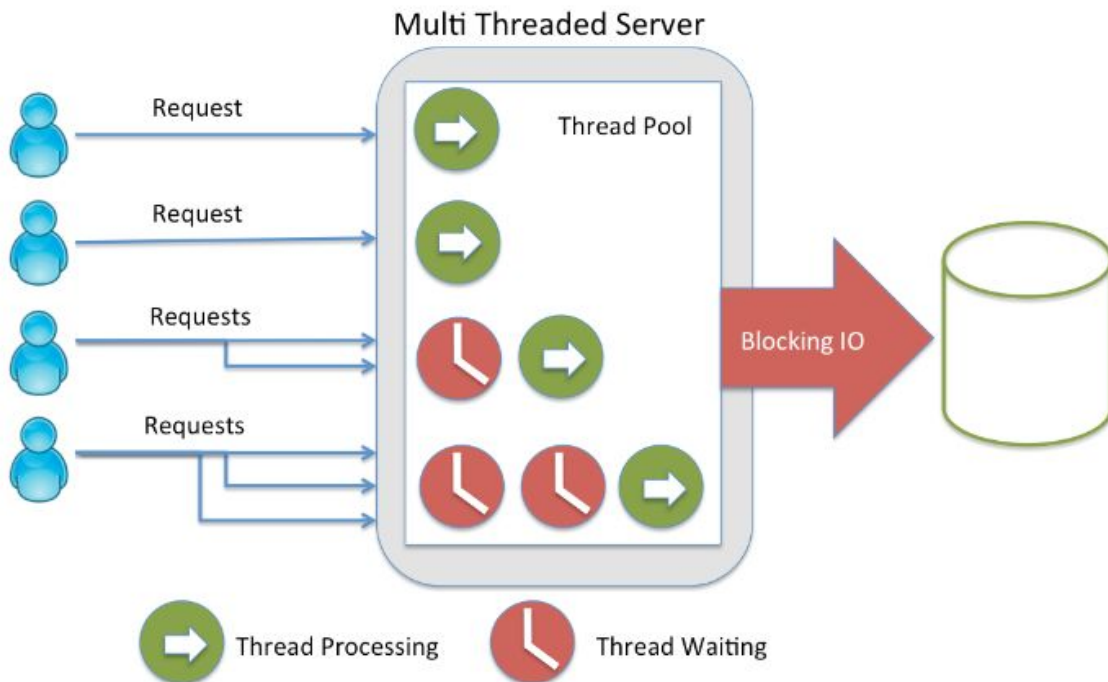 Multi Threaded Server
Request
Thread Pool
Request
Requests
Blocking IO
Requests
Thread Processing
Thread Waiting